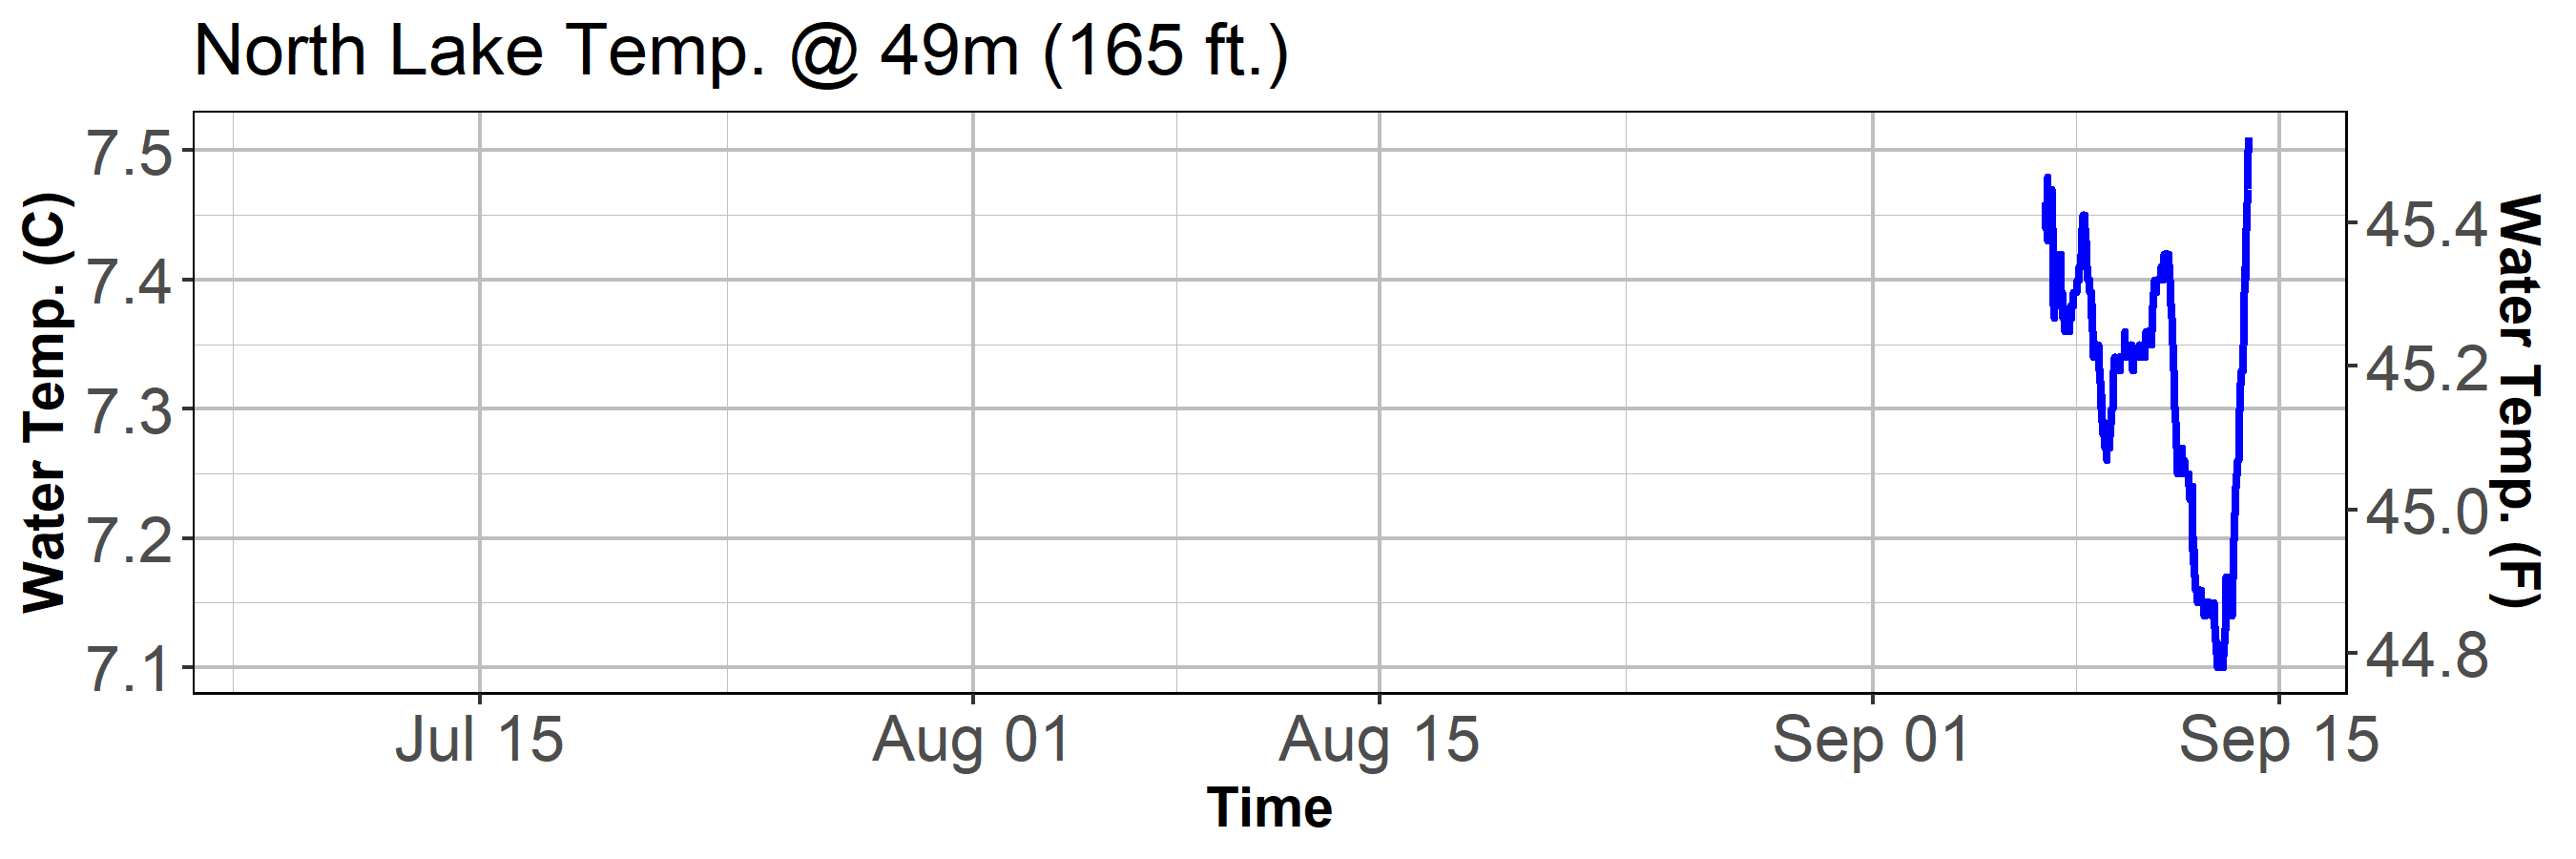 North Lake Temp. @ 49m (165 ft.)
Water Temp. (C)
7.5
7.4
7.3
7.2
7.1
45.4
45.2
45.0
44.8
Water Temp. (F)
Jul 15 Aug 01 Aug 15 Sep 01 Sep 15
Time